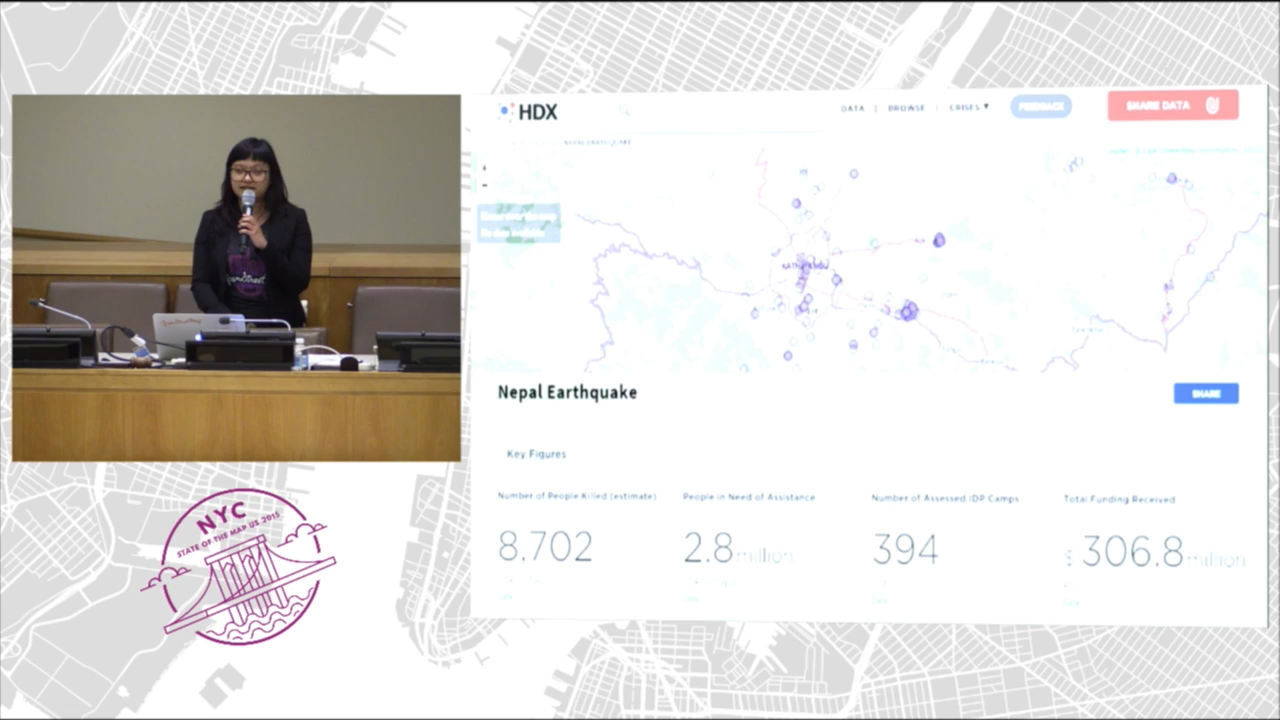 HDX
DATA | BROWSE | CRISES ▼
FEEDBACK
SHARE DATA
NEPAL EARTHQUAKE
+
-
Nepal Earthquake
SHARE
Key Figures
Number of People Killed (estimate)
8,702
People in Need of Assistance
2.8 million
Number of Assessed IDP Camps
394
Total Funding Received
$ 306.8 million
NYC
STATE OF THE MAP US 2015